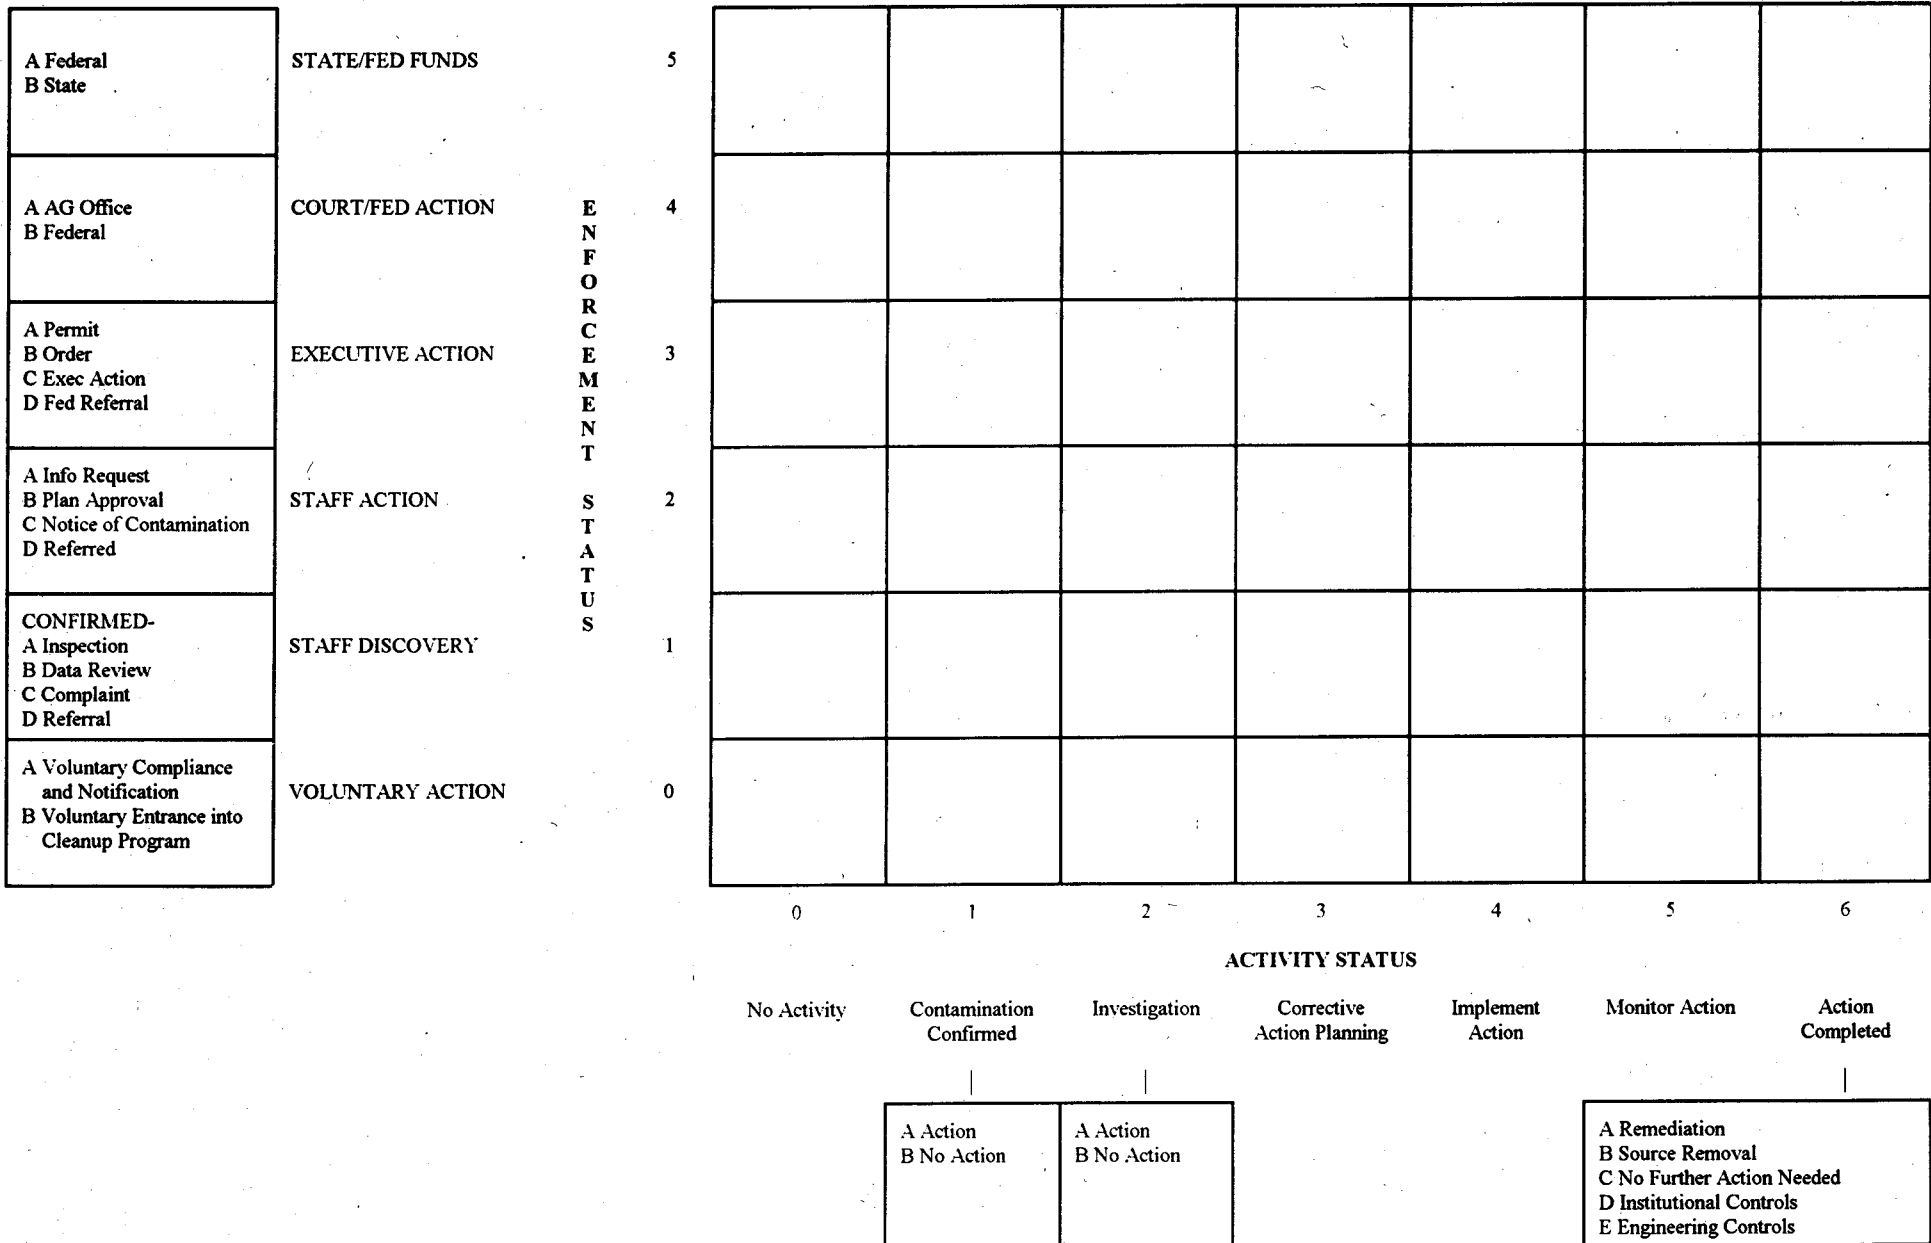 A Federal
B State
STATE/FED FUNDS
5
A AG Office
B Federal
COURT/FED ACTION
4
A Permit
B Order
C Exec Action
D Fed Referral
EXECUTIVE ACTION
3
A Info Request
B Plan Approval
C Notice of Contamination
D Referred
STAFF ACTION
2
CONFIRMED-
A Inspection
B Data Review
C Complaint
D Referral
STAFF DISCOVERY
1
A Voluntary Compliance
and Notification
B Voluntary Entrance into
Cleanup Program
VOLUNTARY ACTION
0
ENFORCEMENT STATUS
0 1 2 3 4 5 6
ACTIVITY STATUS
No Activity
Contamination
Confirmed
Investigation
Corrective
Action Planning
Implement
Action
Monitor Action
Action
Completed
A Action
B No Action
A Action
B No Action
A Remediation
B Source Removal
C No Further Action Needed
D Institutional Controls
E Engineering Controls